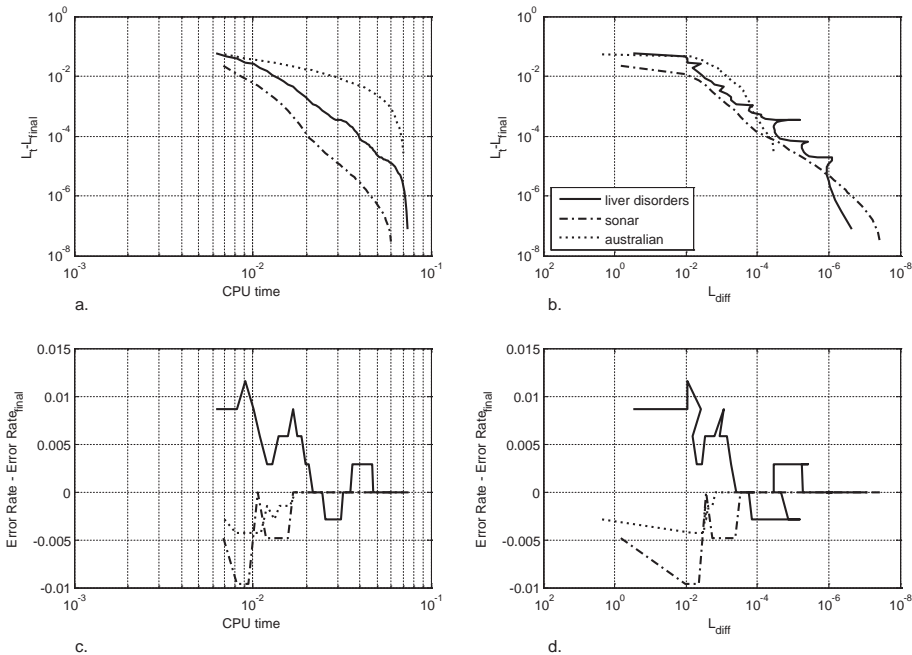 10^0
10^-2
10^-4
10^-6
10^-8
L_t-L_final
10^-3
10^-2
10^-1
CPU time
a.
10^0
10^-2
10^-4
10^-6
10^-8
L_t-L_final
liver disorders
sonar
australian
10^2
10^0
10^-2
10^-4
10^-6
10^-8
L_diff
b.
0.015
0.01
0.005
0
-0.005
-0.01
Error Rate - Error Rate_final
10^-3
10^-2
10^-1
CPU time
c.
0.015
0.01
0.005
0
-0.005
-0.01
Error Rate - Error Rate_final
10^2
10^0
10^-2
10^-4
10^-6
10^-8
L_diff
d.